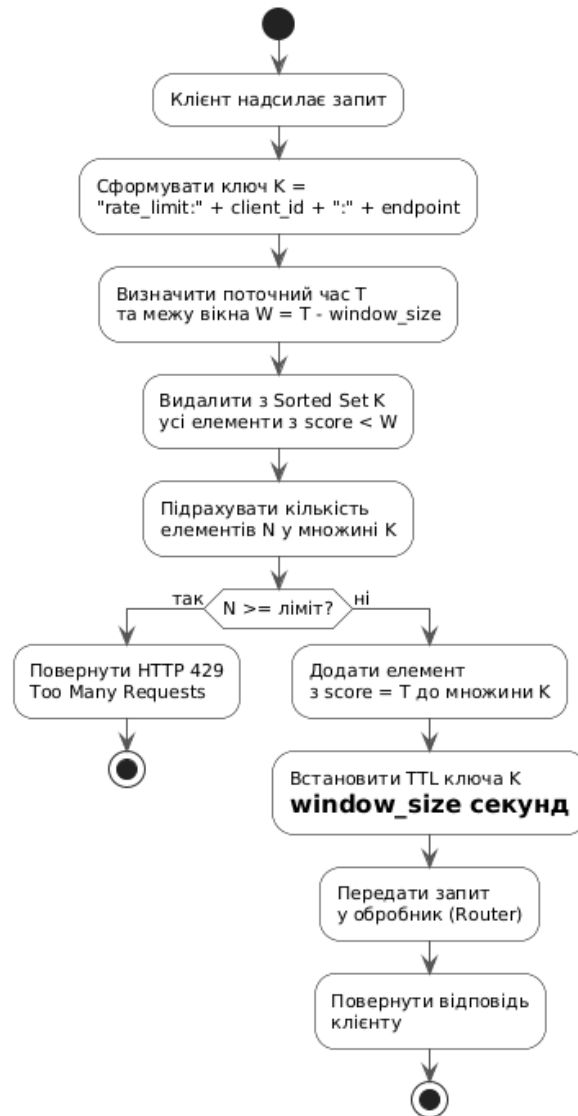 Клієнт надсилає запит
Сформувати ключ K =
"rate_limit:" + client_id + ":" + endpoint
Визначити поточний час T
та межу вікна W = T - window_size
Видалити з Sorted Set K
усі елементи з score < W
Підрахувати кількість
елементів N у множині K
так
N >= ліміт?
ні
Повернути HTTP 429
Too Many Requests
Додати елемент
з score = T до множини K
Встановити TTL ключа K
window_size секунд
Передати запит
у обробник (Router)
Повернути відповідь
клієнту